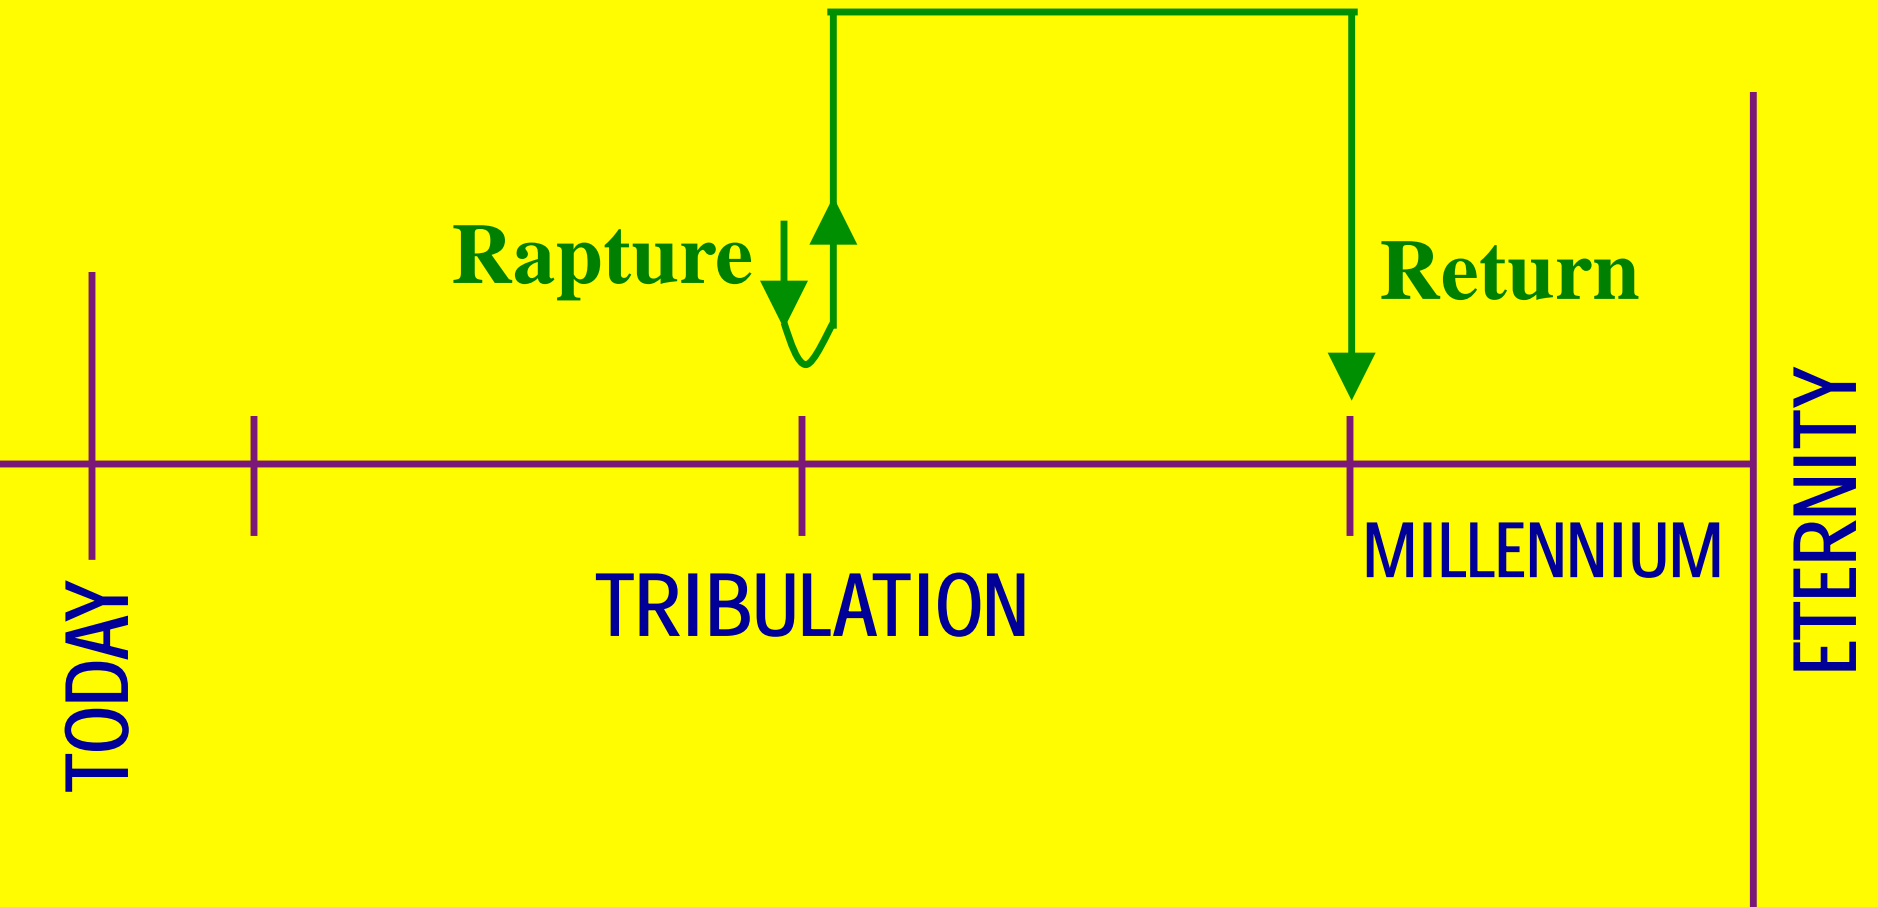 Rapture
Return
TODAY
TRIBULATION
MILLENNIUM
ETERNITY